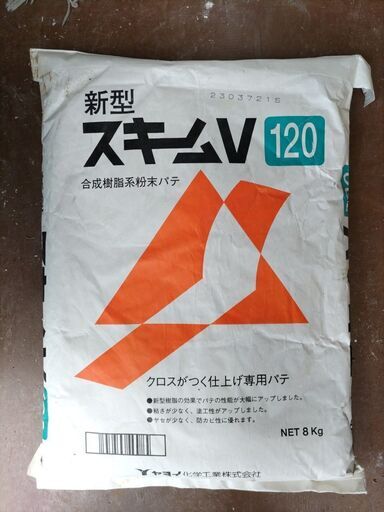 2303721S
新型
スキームV 120
合成樹脂系粉末パテ
クロスがつく仕上げ専用パテ
●新型樹脂の効果でパテの性能が大幅にアップしました。
●粘さが少なく、塗工性がアップしました。
●ヤセが少なく、防カビ性に優れます。
NET 8 Kg
ヤヨイ化学工業株式会社